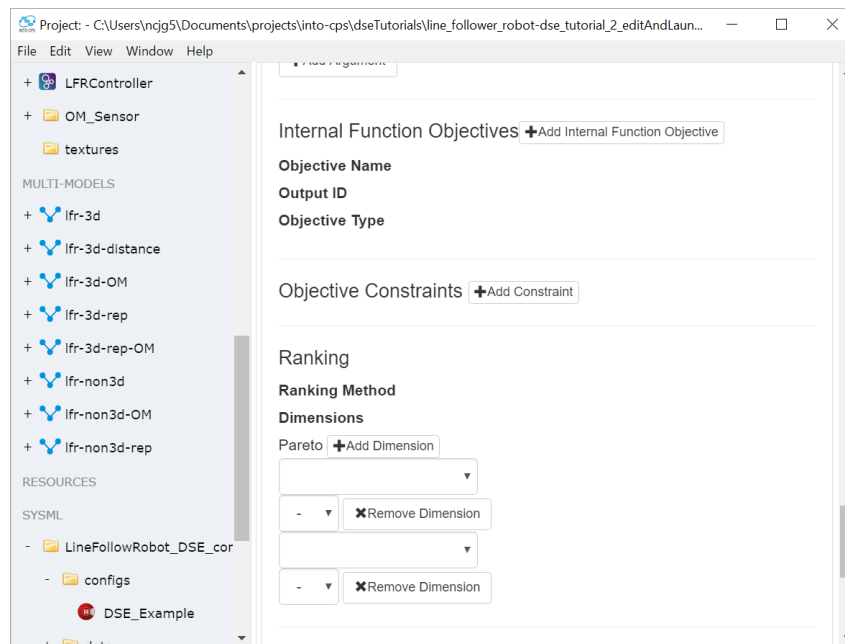 Project: - C:\Users\ncjg5\Documents\projects\into-cps\dseTutorials\line_follower_robot-dse_tutorial_2_editAndLaun...
File Edit View Window Help
+ LFRController
+ OM_Sensor
textures
MULTI-MODELS
+ lfr-3d
+ lfr-3d-distance
+ lfr-3d-OM
+ lfr-3d-rep
+ lfr-3d-rep-OM
+ lfr-non3d
+ lfr-non3d-OM
+ lfr-non3d-rep
RESOURCES
SYSML
- LineFollowRobot_DSE_cor
- configs
DSE_Example
+Add Argument
Internal Function Objectives +Add Internal Function Objective
Objective Name
Output ID
Objective Type
Objective Constraints +Add Constraint
Ranking
Ranking Method
Dimensions
Pareto +Add Dimension
- ▼ ✖Remove Dimension
- ▼ ✖Remove Dimension